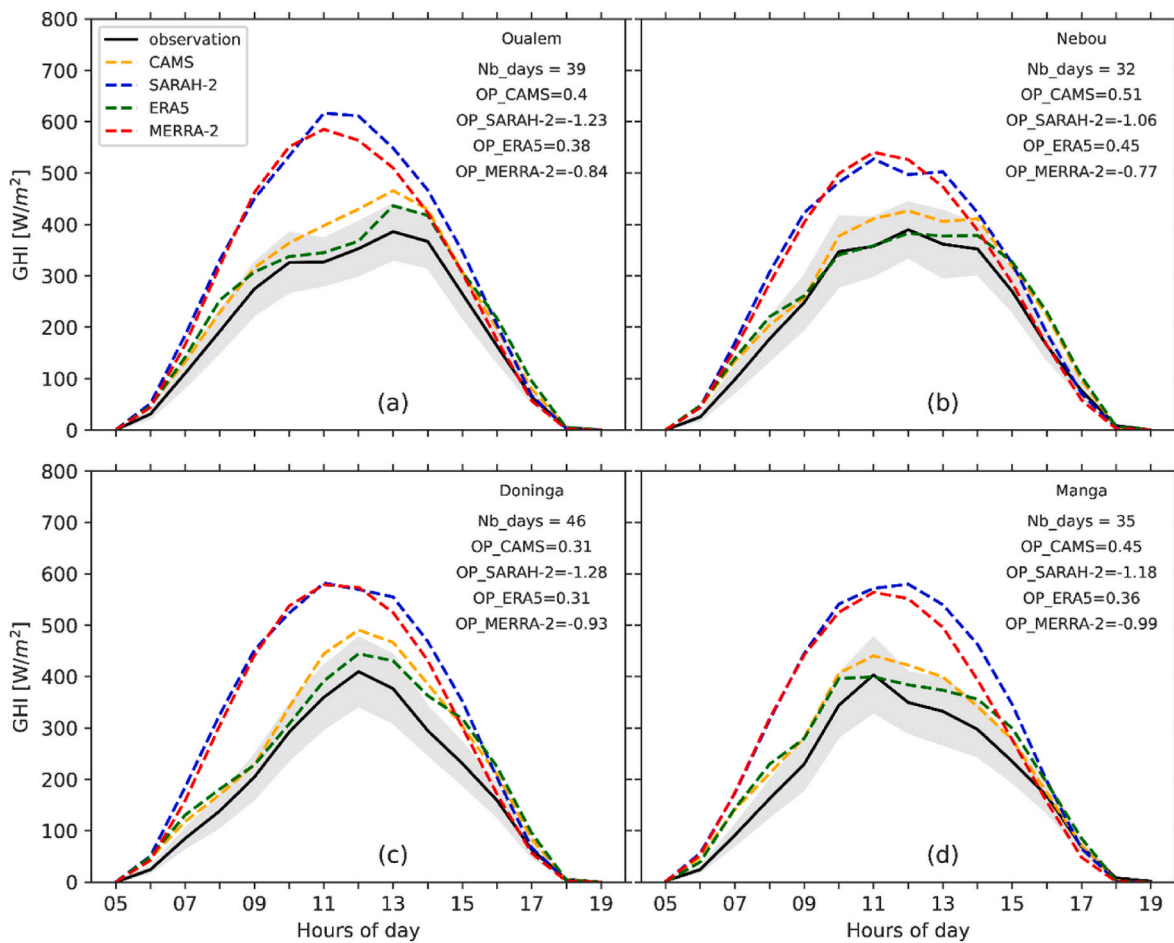 800
700
600
500
400
300
200
100
0
GHI [W/m²]
observation
CAMS
SARAH-2
ERA5
MERRA-2
Oualem
Nb_days = 39
OP_CAMS=0.4
OP_SARAH-2=-1.23
OP_ERA5=0.38
OP_MERRA-2=-0.84
(a)
Nebou
Nb_days = 32
OP_CAMS=0.51
OP_SARAH-2=-1.06
OP_ERA5=0.45
OP_MERRA-2=-0.77
(b)
800
700
600
500
400
300
200
100
0
GHI [W/m²]
Doninga
Nb_days = 46
OP_CAMS=0.31
OP_SARAH-2=-1.28
OP_ERA5=0.31
OP_MERRA-2=-0.93
(c)
Manga
Nb_days = 35
OP_CAMS=0.45
OP_SARAH-2=-1.18
OP_ERA5=0.36
OP_MERRA-2=-0.99
(d)
05 07 09 11 13 15 17 19
Hours of day
05 07 09 11 13 15 17 19
Hours of day